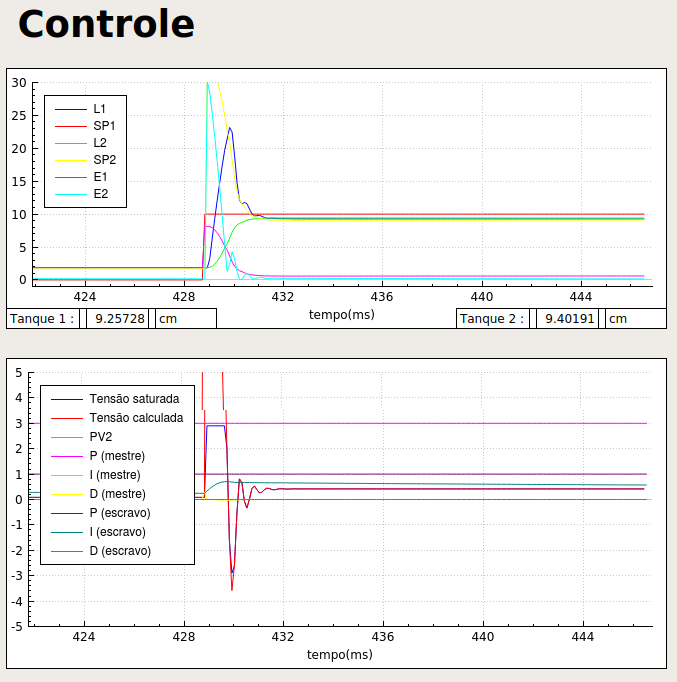 Controle
30
25
20
15
10
5
0
L1
SP1
L2
SP2
E1
E2
424 428 432 436 440 444
tempo(ms)
Tanque 1 : 9.25728 cm
Tanque 2 : 9.40191 cm
5
4
3
2
1
0
-1
-2
-3
-4
-5
Tensão saturada
Tensão calculada
PV2
P (mestre)
I (mestre)
D (mestre)
P (escravo)
I (escravo)
D (escravo)
424 428 432 436 440 444
tempo(ms)